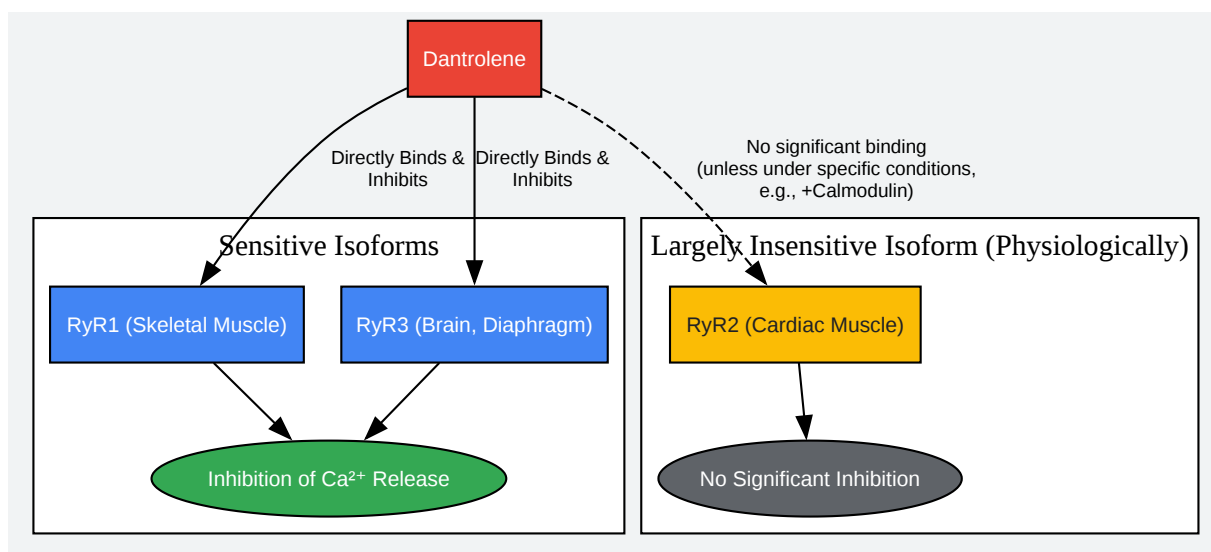 Dantrolene
Directly Binds &
Inhibits
Directly Binds &
Inhibits
No significant binding
(unless under specific conditions,
e.g., +Calmodulin)
Sensitive Isoforms
Largely Insensitive Isoform (Physiologically)
RyR1 (Skeletal Muscle)
RyR3 (Brain, Diaphragm)
RyR2 (Cardiac Muscle)
Inhibition of Ca²⁺ Release
No Significant Inhibition